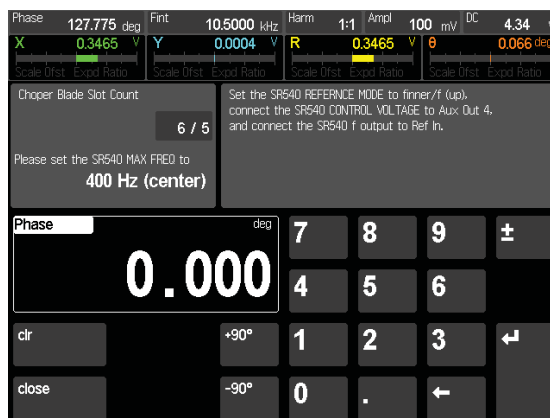 Phase 127.775 deg Fint 10.5000 kHz Harm 1:1 Ampl 100 mV DC 4.34
X 0.3465 V Y 0.0004 V R 0.3465 V θ 0.066 deg
Scale Ofst Expd Ratio Scale Ofst Expd Ratio Scale Ofst Expd Ratio Scale Ofst Expd Ratio
Choper Blade Slot Count
6 / 5
Please set the SR540 MAX FREQ to
400 Hz (center)
Set the SR540 REFERNCE MODE to finner/f (up),
connect the SR540 CONTROL VOLTAGE to Aux Out 4,
and connect the SR540 f output to Ref In.
Phase deg
0.000
7 8 9 ±
4 5 6
clr +90° 1 2 3 ↵
close -90° 0 . ←